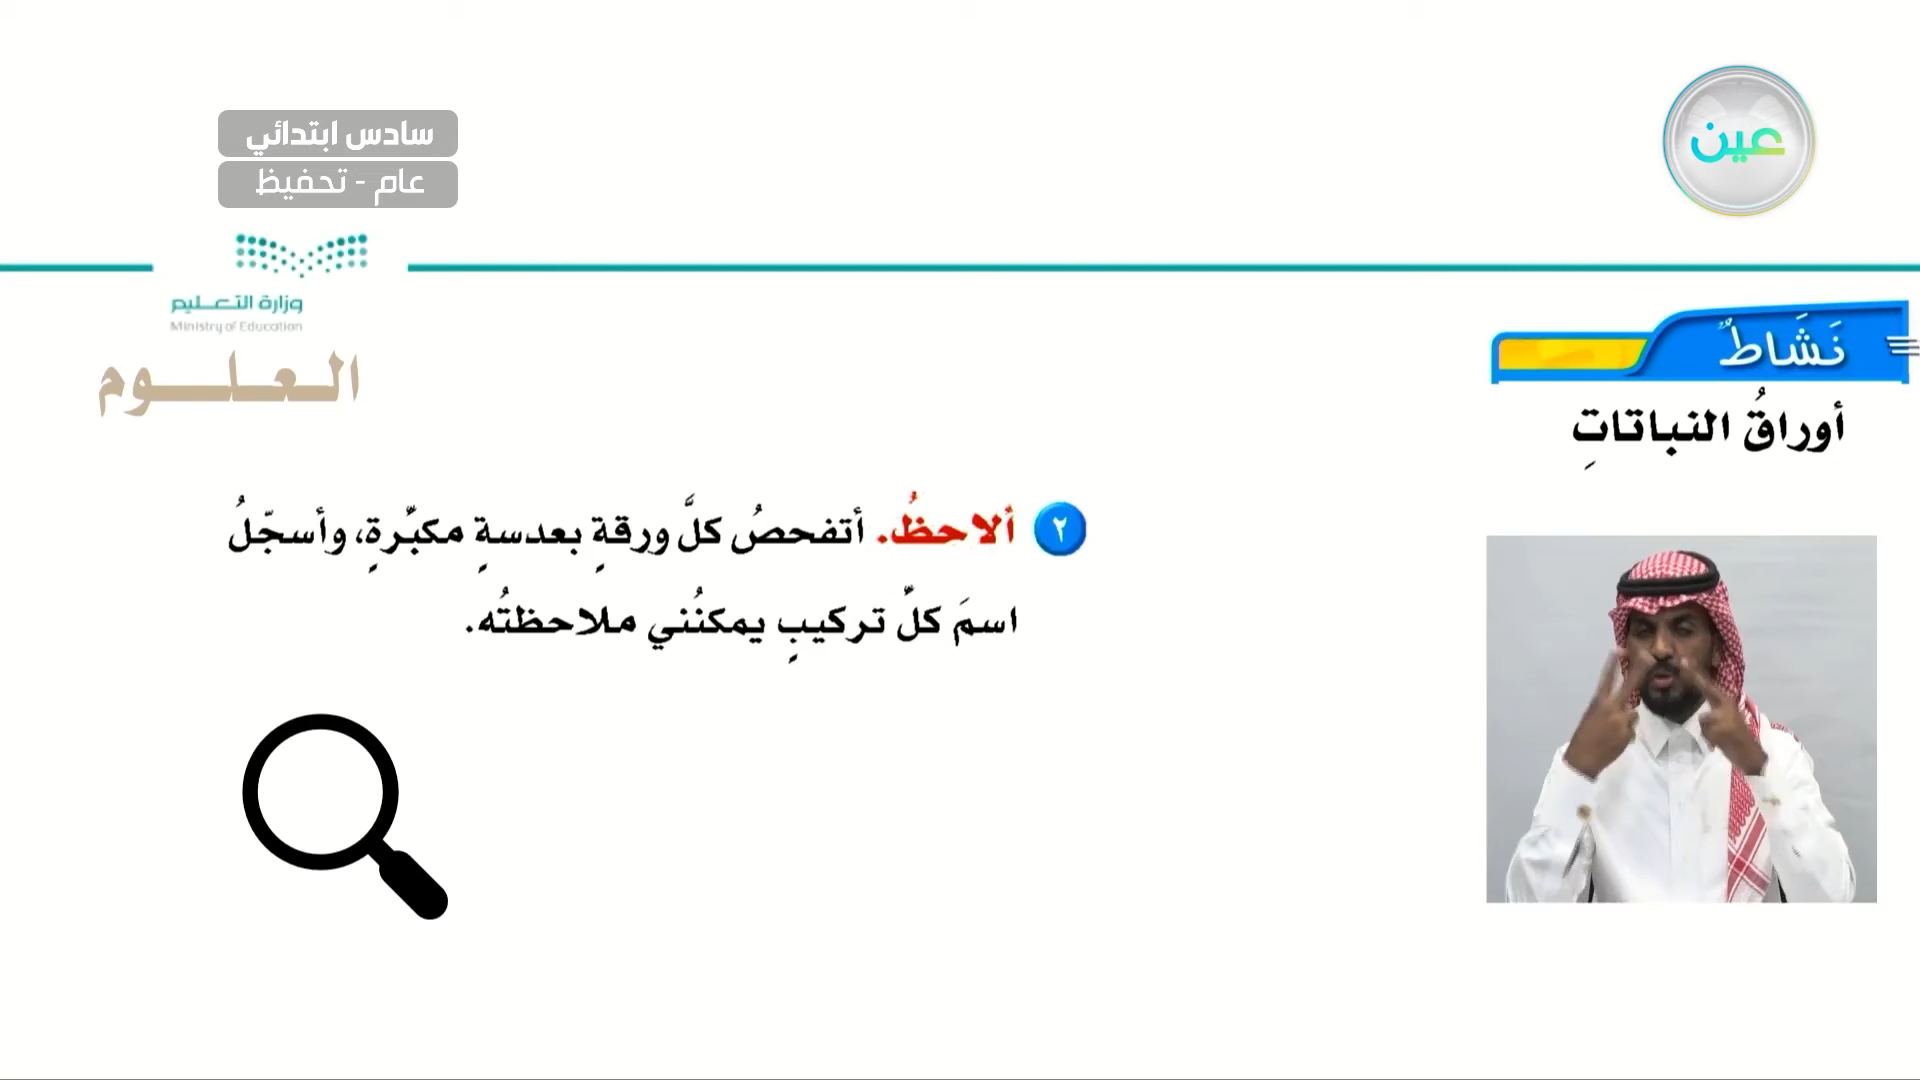 سادس ابتدائي
عام - تحفيظ
عين
وزارة التعليم
Ministry of Education
العلوم
نَشَاطٌ
أوراقُ النباتاتِ
٢ ألاحظُ. أتفحصُ كلَّ ورقةٍ بعدسةٍ مكبِّرةٍ، وأسجّلُ
اسمَ كلِّ تركيبٍ يمكنُني ملاحظتُه.